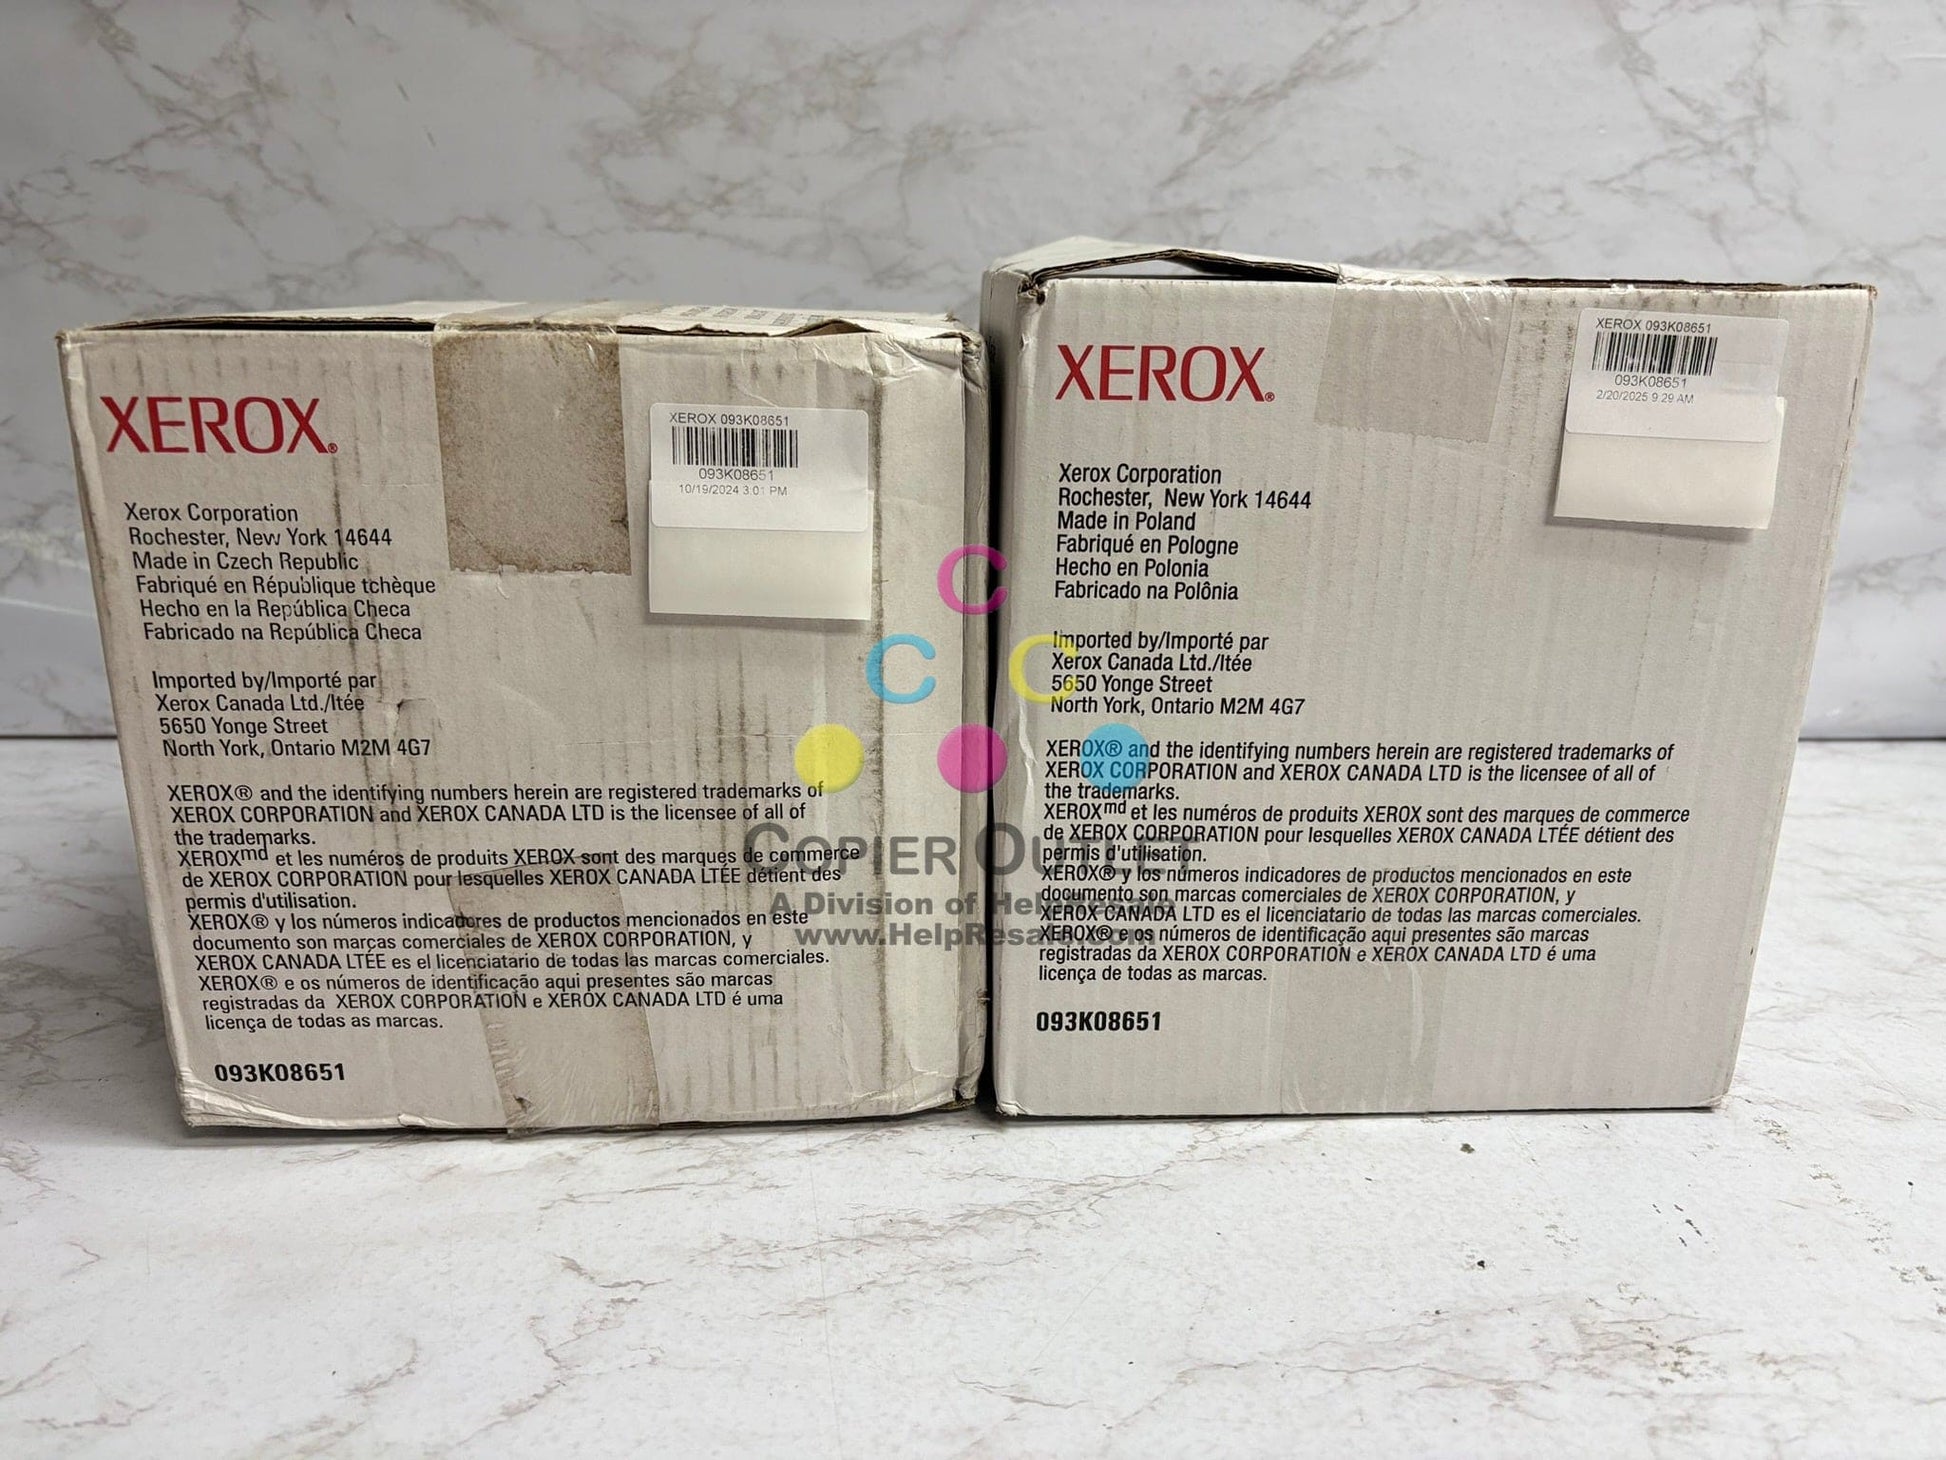 XEROX®
XEROX 093K08651
093K08651
10/19/2024 3:01 PM
Xerox Corporation
Rochester, New York 14644
Made in Czech Republic
Fabriqué en République tchèque
Hecho en la República Checa
Fabricado na República Checa
Imported by/Importé par
Xerox Canada Ltd./ltée
5650 Yonge Street
North York, Ontario M2M 4G7
XEROX® and the identifying numbers herein are registered trademarks of
XEROX CORPORATION and XEROX CANADA LTD is the licensee of all of
the trademarks.
XEROXmd et les numéros de produits XEROX sont des marques de commerce
de XEROX CORPORATION pour lesquelles XEROX CANADA LTÉE détient des
permis d'utilisation.
XEROX® y los números indicadores de productos mencionados en este
documento son marcas comerciales de XEROX CORPORATION, y
XEROX CANADA LTÉE es el licenciatario de todas las marcas comerciales.
XEROX® e os números de identificação aqui presentes são marcas
registradas da XEROX CORPORATION e XEROX CANADA LTD é uma
licença de todas as marcas.
093K08651
XEROX®
XEROX 093K08651
093K08651
2/20/2025 9:29 AM
Xerox Corporation
Rochester, New York 14644
Made in Poland
Fabriqué en Pologne
Hecho en Polonia
Fabricado na Polônia
Imported by/Importé par
Xerox Canada Ltd./ltée
5650 Yonge Street
North York, Ontario M2M 4G7
XEROX® and the identifying numbers herein are registered trademarks of
XEROX CORPORATION and XEROX CANADA LTD is the licensee of all of
the trademarks.
XEROXmd et les numéros de produits XEROX sont des marques de commerce
de XEROX CORPORATION pour lesquelles XEROX CANADA LTÉE détient des
permis d'utilisation.
XEROX® y los números indicadores de productos mencionados en este
documento son marcas comerciales de XEROX CORPORATION, y
XEROX CANADA LTD es el licenciatario de todas las marcas comerciales.
XEROX® e os números de identificação aqui presentes são marcas
registradas da XEROX CORPORATION e XEROX CANADA LTD é uma
licença de todas as marcas.
093K08651
C
C C
COPIER OUTLET
A Division of HelpResale
www.HelpResale.com